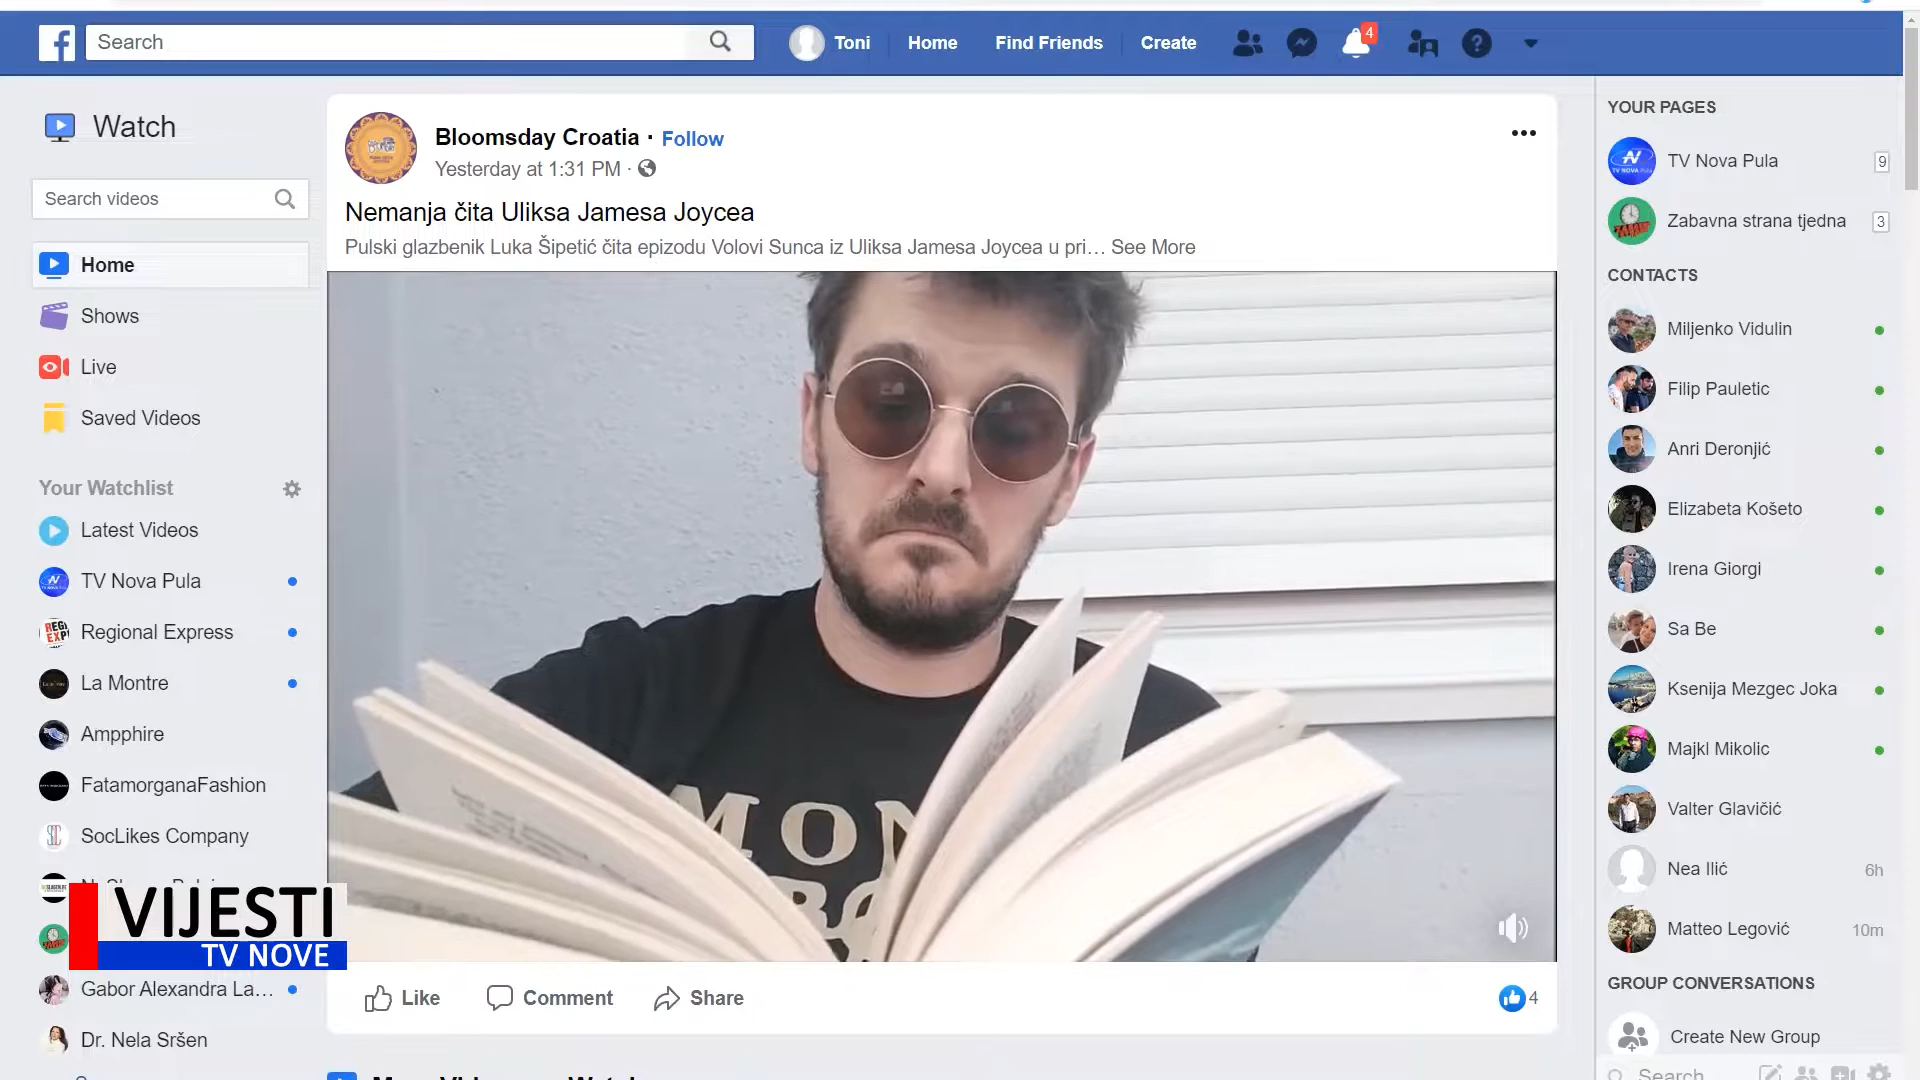 Search
Toni
Home
Find Friends
Create
4
Watch
Search videos
Home
Shows
Live
Saved Videos
Your Watchlist
Latest Videos
TV Nova Pula
Regional Express
La Montre
Ampphire
FatamorganaFashion
SocLikes Company
VIJESTI
TV NOVE
Gabor Alexandra La...
Dr. Nela Sršen
Bloomsday Croatia · Follow
Yesterday at 1:31 PM ·
Nemanja čita Uliksa Jamesa Joycea
Pulski glazbenik Luka Šipetić čita epizodu Volovi Sunca iz Uliksa Jamesa Joycea u pri... See More
MON
Like
Comment
Share
4
YOUR PAGES
TV Nova Pula 9
Zabavna strana tjedna 3
CONTACTS
Miljenko Vidulin
Filip Pauletic
Anri Deronjić
Elizabeta Košeto
Irena Giorgi
Sa Be
Ksenija Mezgec Joka
Majkl Mikolic
Valter Glavičić
Nea Ilić 6h
Matteo Legović 10m
GROUP CONVERSATIONS
Create New Group
Search